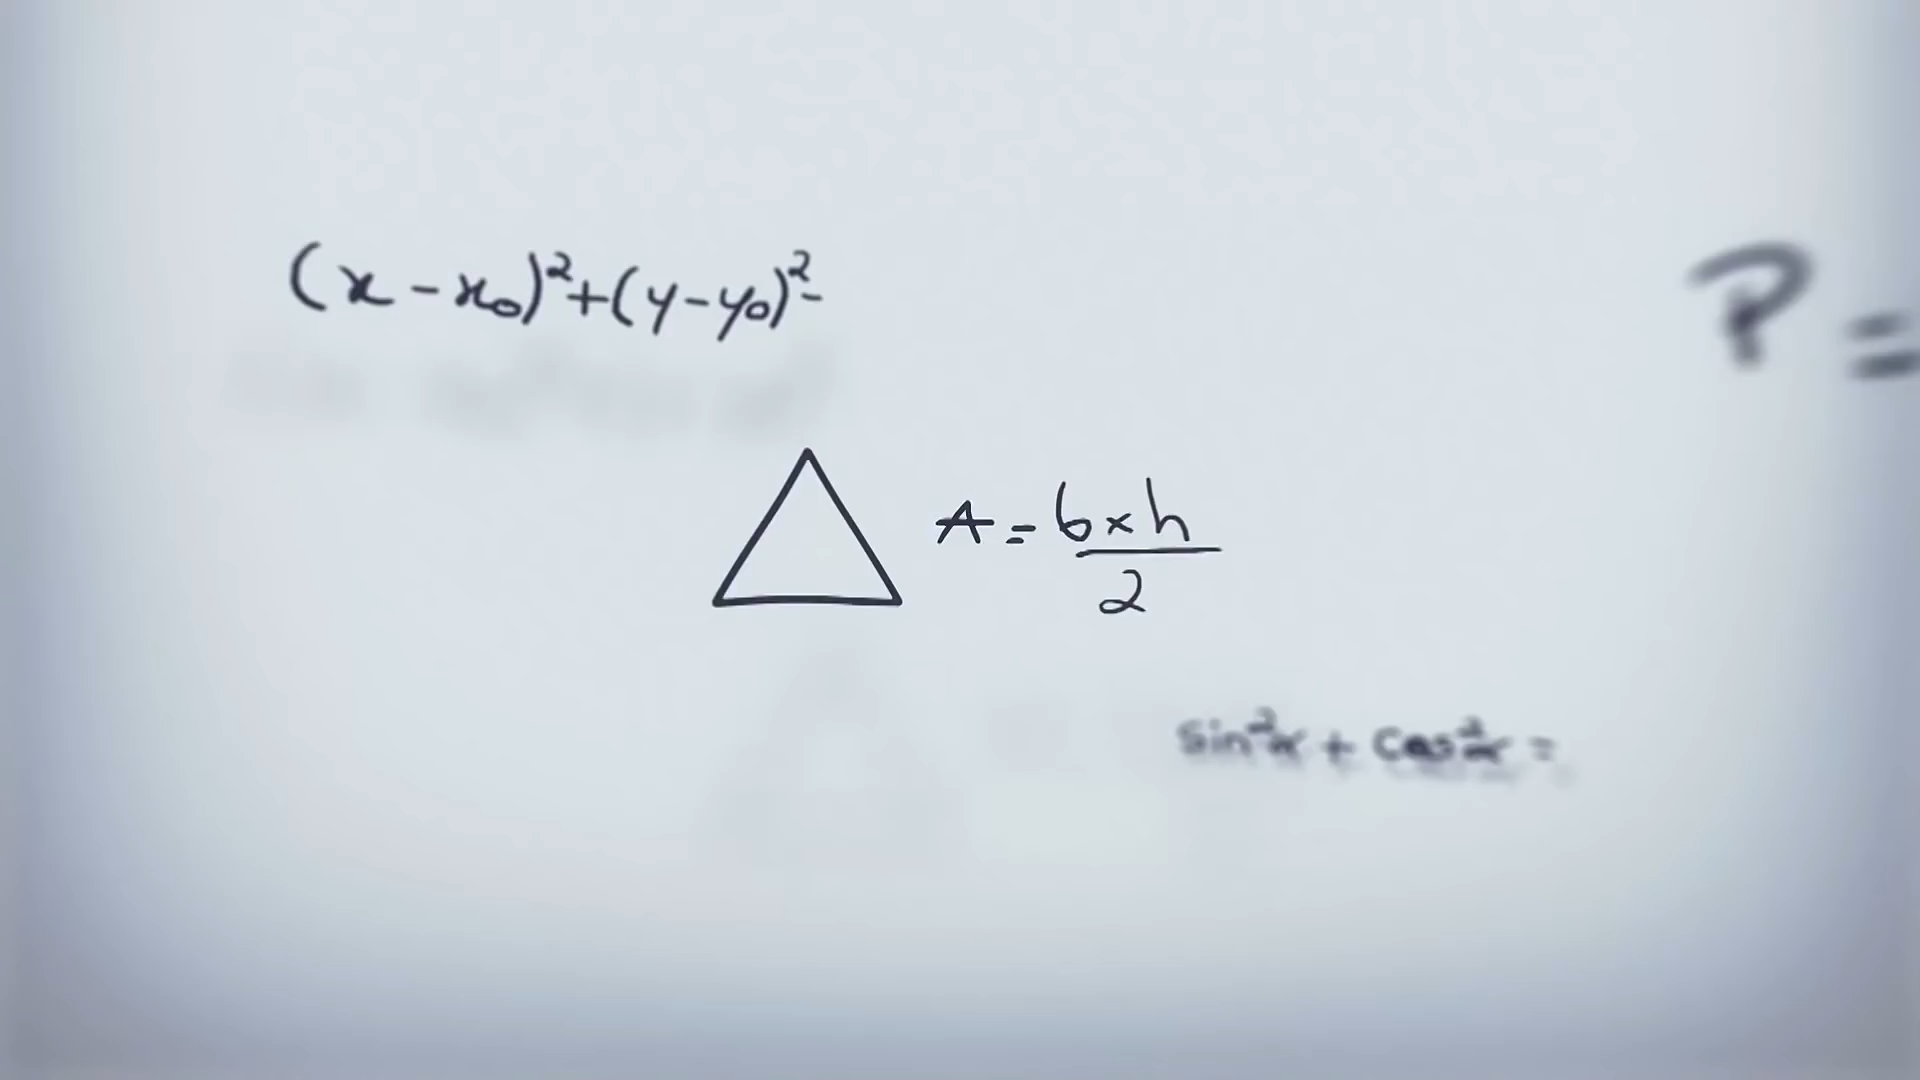 (x - x₀)² + (y - y₀)² -
P =
A = b × h
2
sin²x + cos²x =